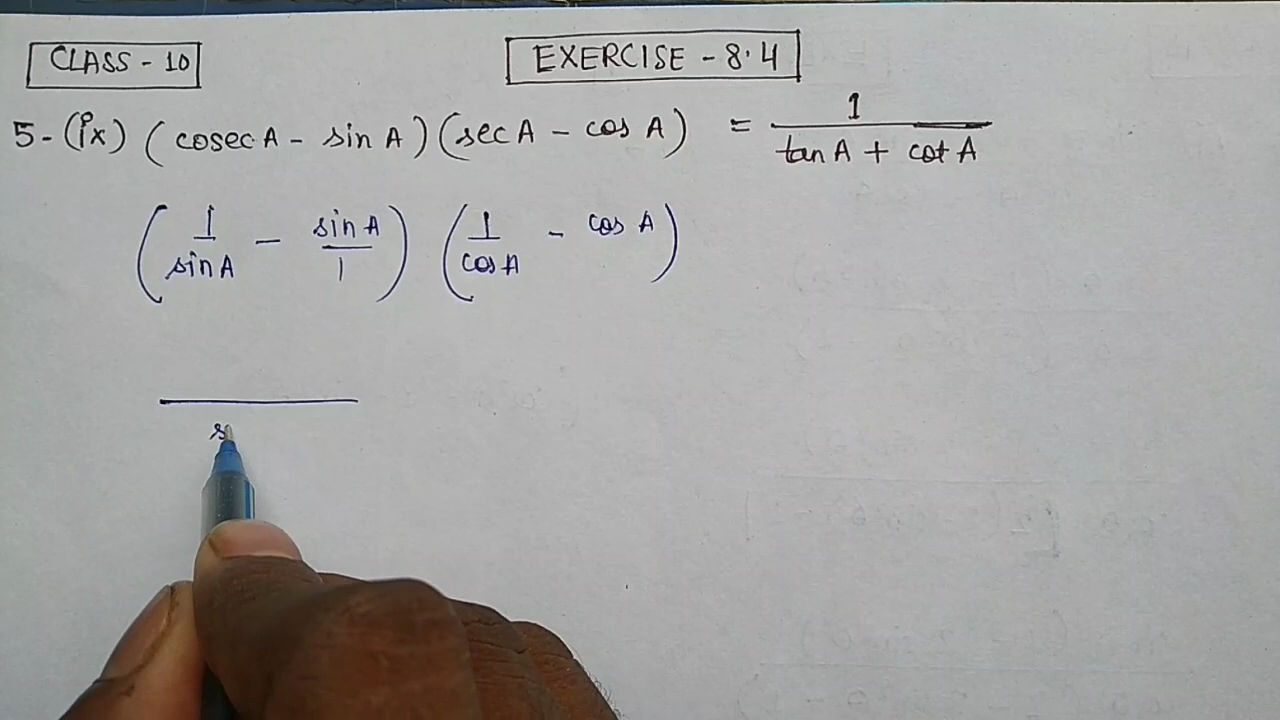 CLASS - 10
EXERCISE - 8.4
5-(ix) (cosecA - sin A)(sec A - cos A) = 1/(tan A + cot A)
(1/sin A - sin A/1) (1/cos A - cos A)
s